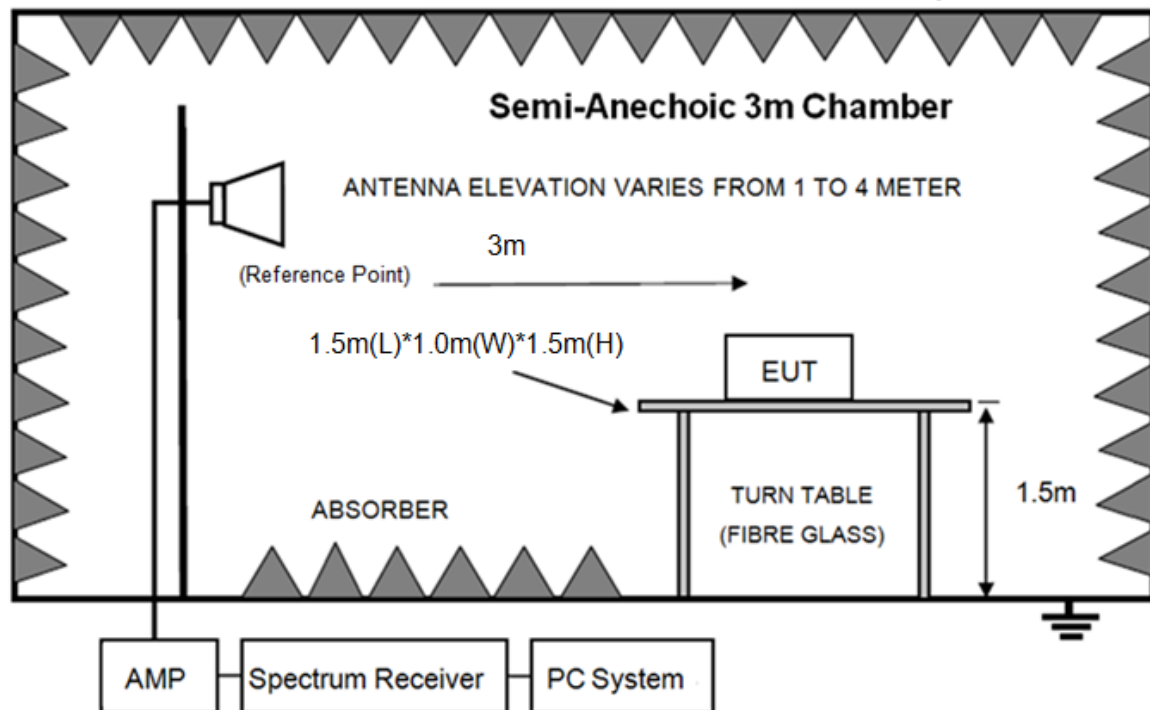 Semi-Anechoic 3m Chamber
ANTENNA ELEVATION VARIES FROM 1 TO 4 METER
3m
(Reference Point)
1.5m(L)*1.0m(W)*1.5m(H)
EUT
ABSORBER
TURN TABLE
(FIBRE GLASS)
1.5m
AMP
Spectrum Receiver
PC System